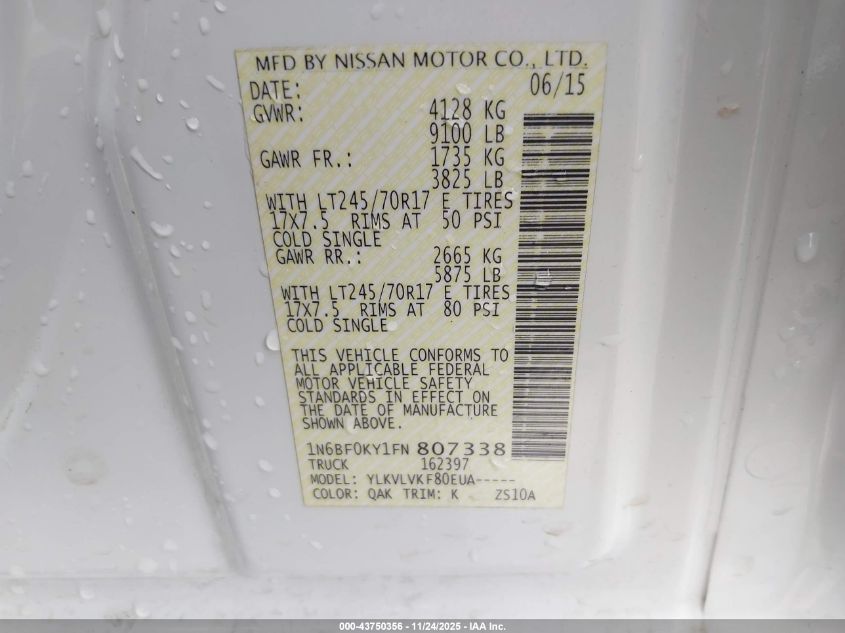 MFD BY NISSAN MOTOR CO., LTD.
DATE: 06/15
GVWR: 4128 KG
9100 LB
GAWR FR.: 1735 KG
3825 LB
WITH LT245/70R17 E TIRES
17X7.5 RIMS AT 50 PSI
COLD SINGLE
GAWR RR.: 2665 KG
5875 LB
WITH LT245/70R17 E TIRES
17X7.5 RIMS AT 80 PSI
COLD SINGLE
THIS VEHICLE CONFORMS TO
ALL APPLICABLE FEDERAL
MOTOR VEHICLE SAFETY
STANDARDS IN EFFECT ON
THE DATE OF MANUFACTURE
SHOWN ABOVE.
1N6BF0KY1FN 807338
TRUCK 162397
MODEL: YLKVLVKF80EUA-----
COLOR: QAK TRIM: K ZS10A
000-43750356 - 11/24/2025 - IAA Inc.